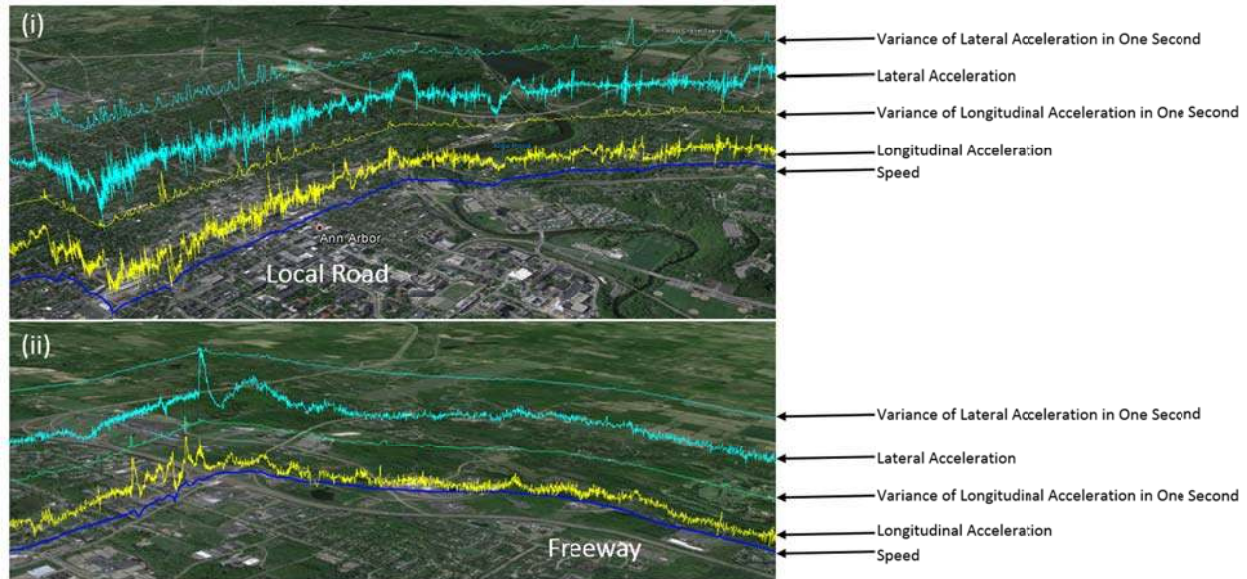 (i)
Variance of Lateral Acceleration in One Second
Lateral Acceleration
Variance of Longitudinal Acceleration in One Second
Longitudinal Acceleration
Speed
Ann Arbor
Local Road
(ii)
Variance of Lateral Acceleration in One Second
Lateral Acceleration
Variance of Longitudinal Acceleration in One Second
Longitudinal Acceleration
Speed
Freeway